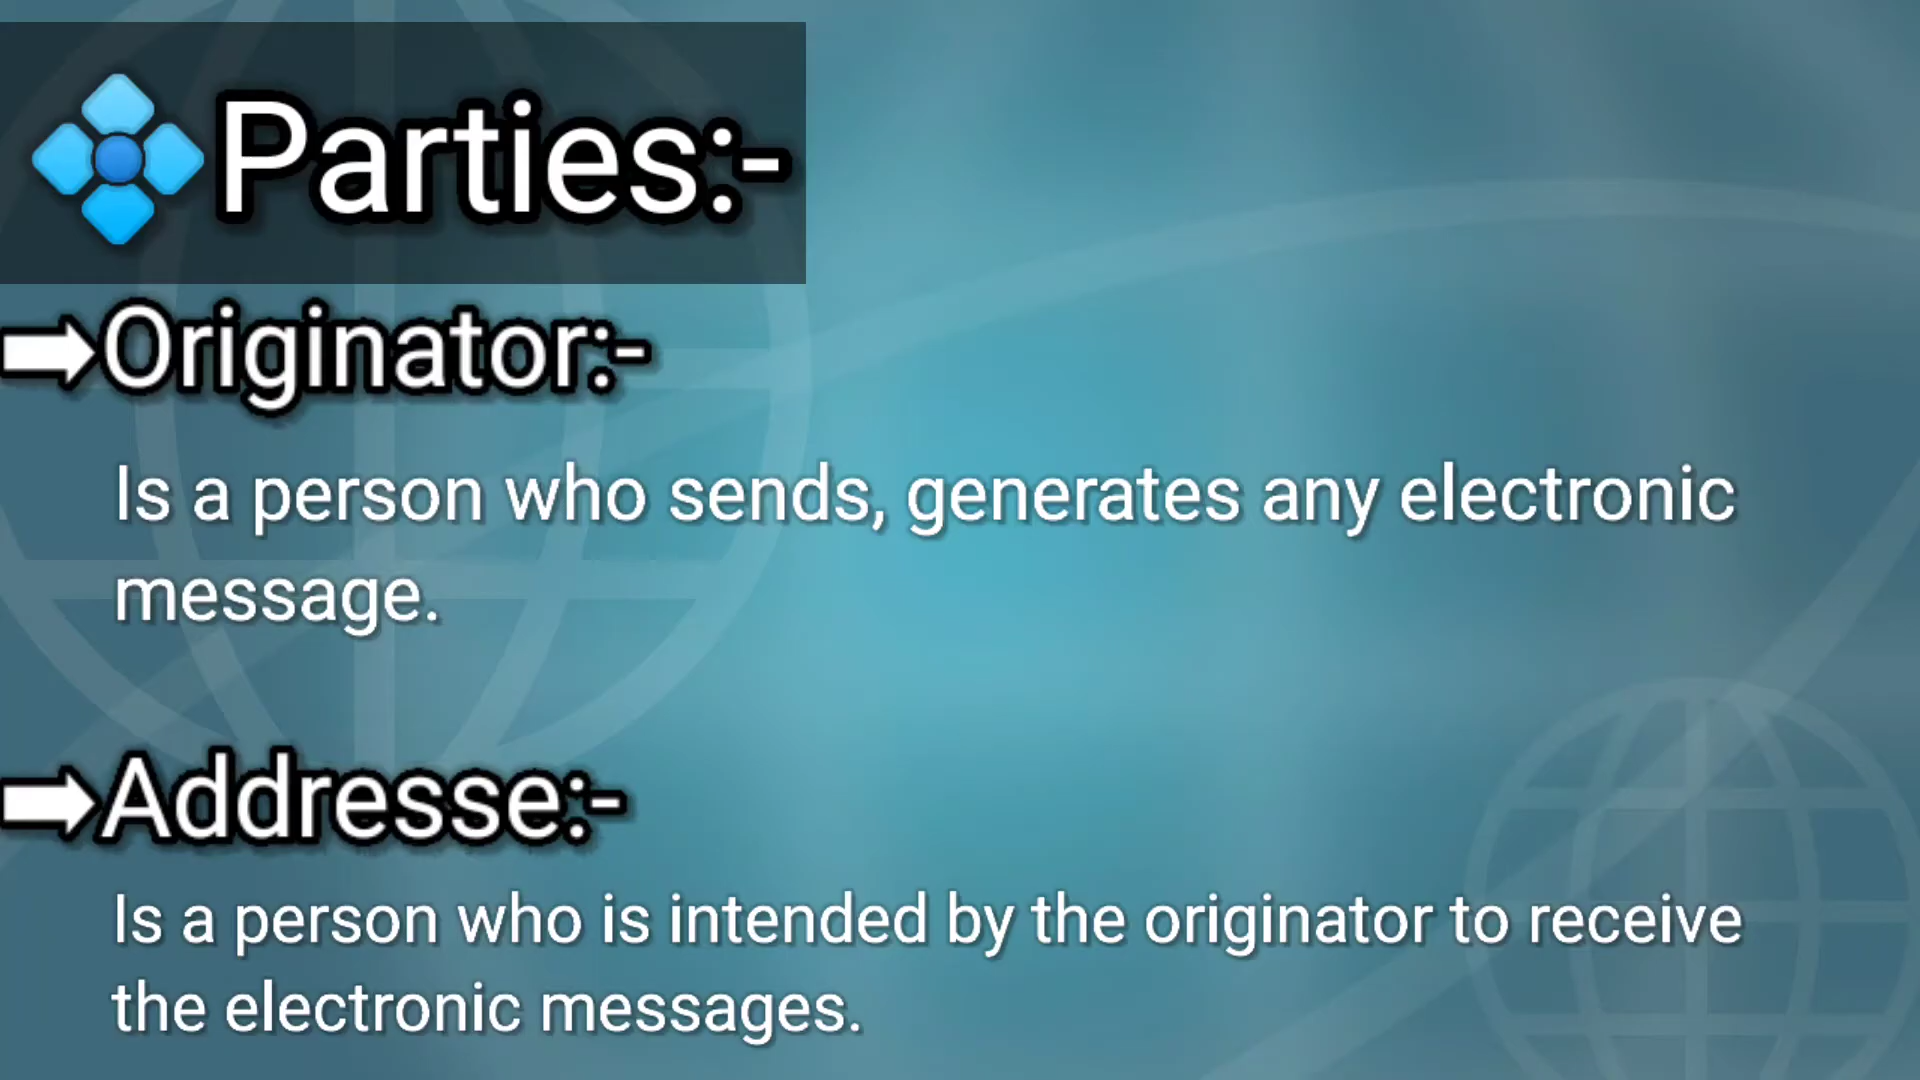 💠Parties:-
➡Originator:-
Is a person who sends, generates any electronic
message.
➡Addresse:-
Is a person who is intended by the originator to receive
the electronic messages.